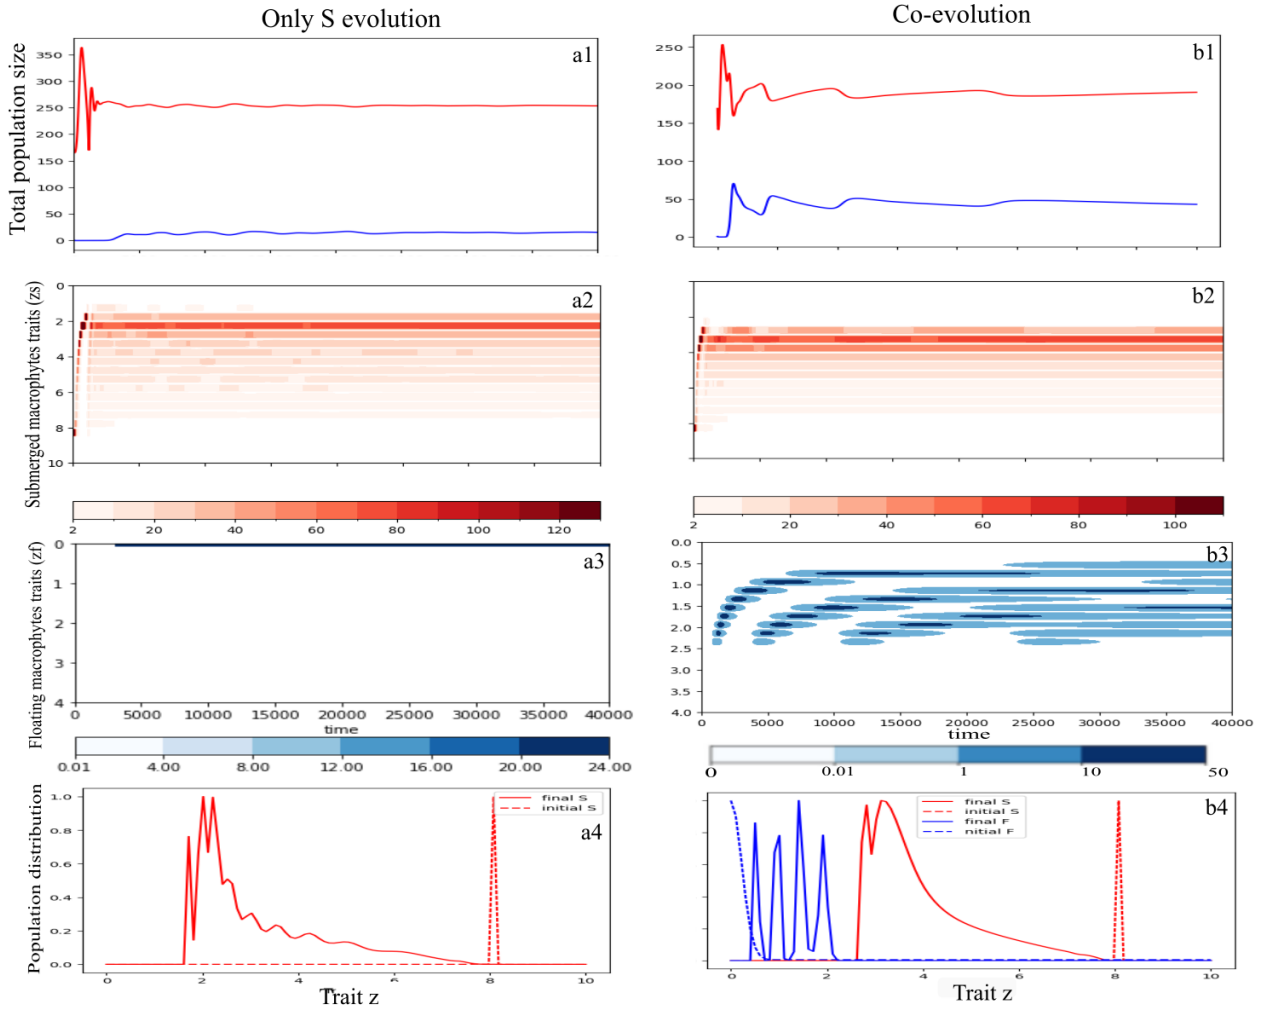 Only S evolution
Co-evolution
Total population size
a1
350
300
250
200
150
100
50
0
b1
250
200
150
100
50
0
Submerged macrophytes traits (zs)
a2
0
2
4
6
8
10
b2
2 20 40 60 80 100 120
2 20 40 60 80 100
Floating macrophytes traits (zf)
a3
0
1
2
3
4
0 5000 10000 15000 20000 25000 30000 35000 40000
time
b3
0.0
0.5
1.0
1.5
2.0
2.5
3.0
3.5
4.0
0 5000 10000 15000 20000 25000 30000 35000 40000
time
0.01 4.00 8.00 12.00 16.00 20.00 24.00
0 0.01 1 10 50
Population distribution
final S
initial S
a4
1.0
0.8
0.6
0.4
0.2
0.0
0 2 4 6 8 10
Trait z
final S
initial S
final F
nitial F
b4
0 2 4 6 8 10
Trait z